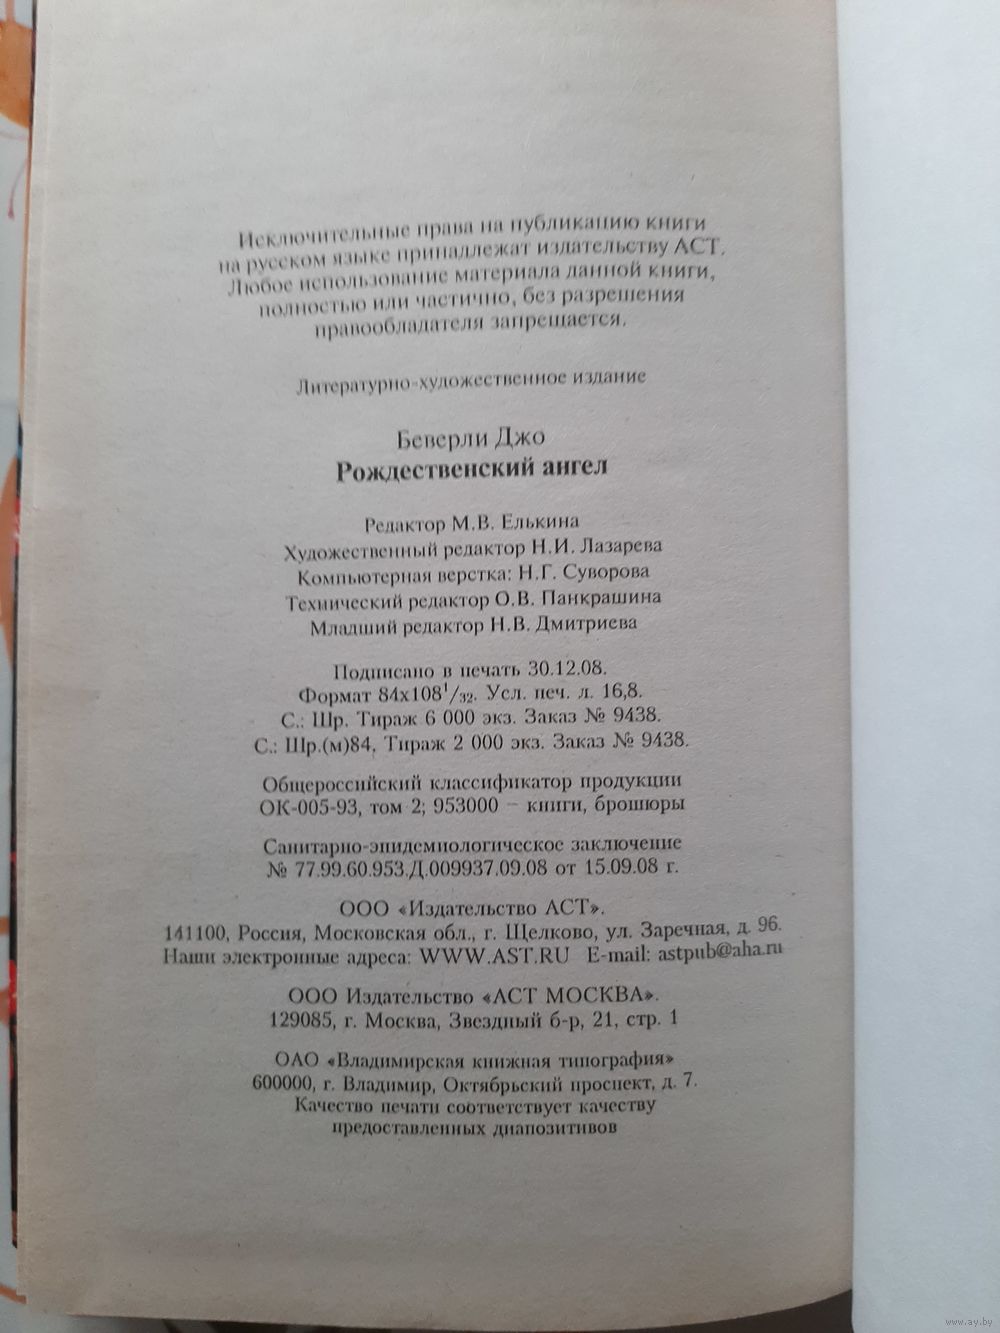 Исключительные права на публикацию книги
на русском языке принадлежат издательству АСТ.
Любое использование материала данной книги,
полностью или частично, без разрешения
правообладателя запрещается.
Литературно-художественное издание
Беверли Джо
Рождественский ангел
Редактор М.В. Елькина
Художественный редактор Н.И. Лазарева
Компьютерная верстка: Н.Г. Суворова
Технический редактор О.В. Панкрашина
Младший редактор Н.В. Дмитриева
Подписано в печать 30.12.08.
Формат 84х108¹/₃₂. Усл. печ. л. 16,8.
С.: Шр. Тираж 6 000 экз. Заказ № 9438.
С.: Шр.(м)84, Тираж 2 000 экз. Заказ № 9438.
Общероссийский классификатор продукции
ОК-005-93, том 2; 953000 – книги, брошюры
Санитарно-эпидемиологическое заключение
№ 77.99.60.953.Д.009937.09.08 от 15.09.08 г.
ООО «Издательство АСТ».
141100, Россия, Московская обл., г. Щелково, ул. Заречная, д. 96.
Наши электронные адреса: WWW.AST.RU E-mail: astpub@aha.ru
ООО Издательство «АСТ МОСКВА».
129085, г. Москва, Звездный б-р, 21, стр. 1
ОАО «Владимирская книжная типография»
600000, г. Владимир, Октябрьский проспект, д. 7.
Качество печати соответствует качеству
предоставленных диапозитивов
www.ay.by